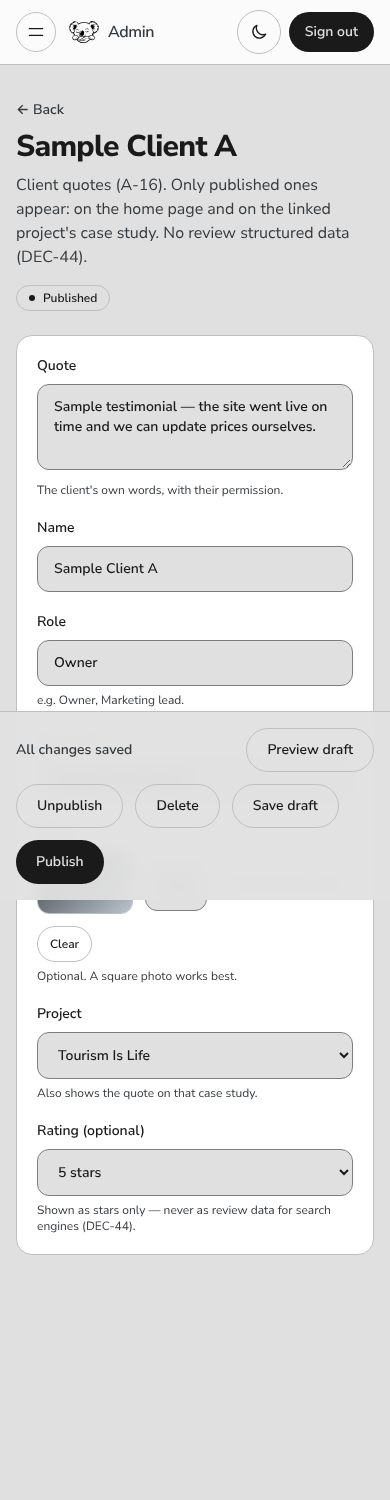 Admin
Sign out
← Back
Sample Client A
Client quotes (A-16). Only published ones
appear: on the home page and on the linked
project's case study. No review structured data
(DEC-44).
Published
Quote
Sample testimonial — the site went live on
time and we can update prices ourselves.
The client's own words, with their permission.
Name
Sample Client A
Role
Owner
e.g. Owner, Marketing lead.
All changes saved
Preview draft
Unpublish
Delete
Save draft
Publish
Clear
Optional. A square photo works best.
Project
Tourism Is Life
Also shows the quote on that case study.
Rating (optional)
5 stars
Shown as stars only — never as review data for search
engines (DEC-44).